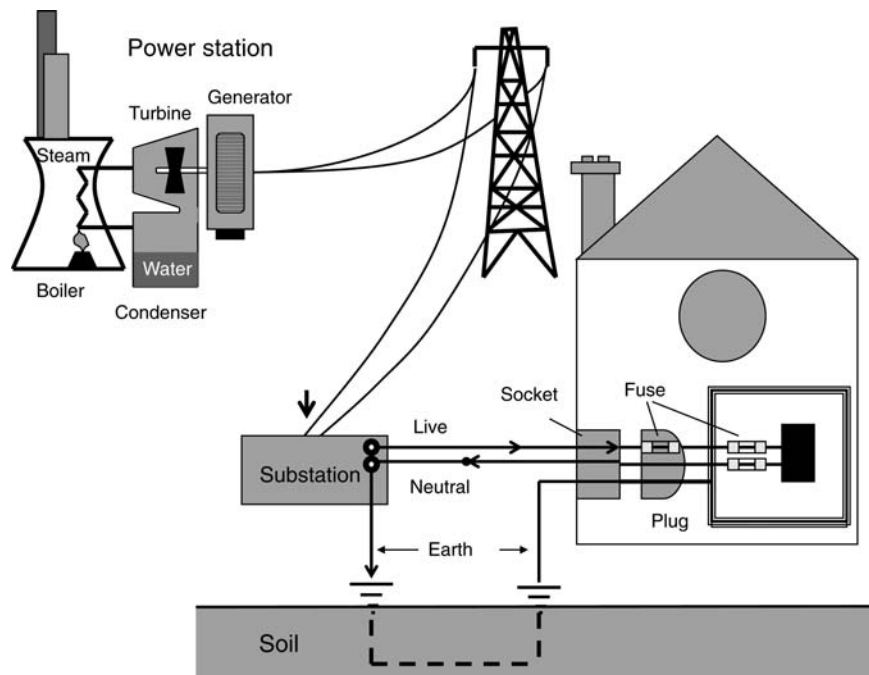 Power station
Generator
Turbine
Steam
Water
Boiler
Condenser
Socket
Fuse
Live
Substation
Neutral
Plug
Earth
Soil